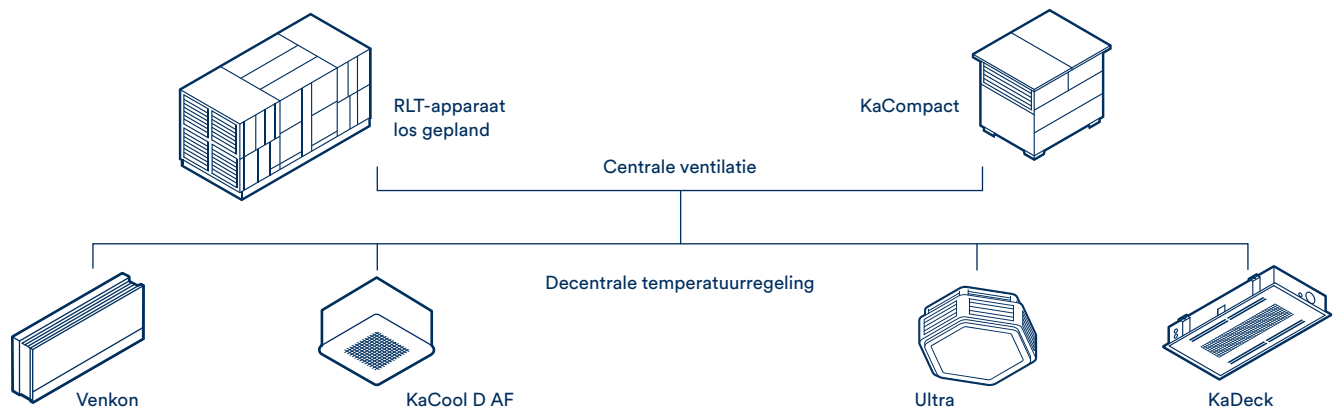 RLT-apparaat
los gepland
KaCompact
Centrale ventilatie
Decentrale temperatuurregeling
Venkon
KaCool D AF
Ultra
KaDeck